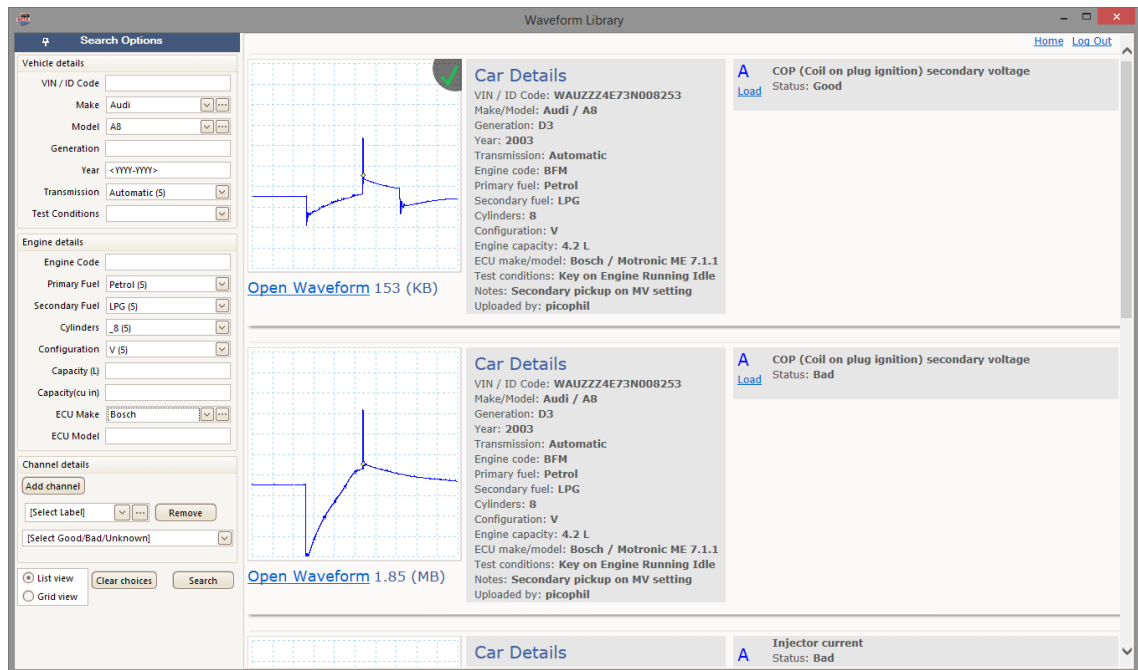 Waveform Library
Search Options
Home Log Out
Vehicle details
VIN / ID Code
Make Audi
Model A8
Generation
Year <YYYY-YYYY>
Transmission Automatic (5)
Test Conditions
Engine details
Engine Code
Primary Fuel Petrol (5)
Secondary Fuel LPG (5)
Cylinders _8 (5)
Configuration V (5)
Capacity (L)
Capacity(cu in)
ECU Make Bosch
ECU Model
Channel details
Add channel
[Select Label] Remove
[Select Good/Bad/Unknown]
List view
Grid view
Clear choices
Search
Open Waveform 153 (KB)
Car Details
VIN / ID Code: WAUZZZ4E73N008253
Make/Model: Audi / A8
Generation: D3
Year: 2003
Transmission: Automatic
Engine code: BFM
Primary fuel: Petrol
Secondary fuel: LPG
Cylinders: 8
Configuration: V
Engine capacity: 4.2 L
ECU make/model: Bosch / Motronic ME 7.1.1
Test conditions: Key on Engine Running Idle
Notes: Secondary pickup on MV setting
Uploaded by: picophil
A COP (Coil on plug ignition) secondary voltage
Load Status: Good
Open Waveform 1.85 (MB)
Car Details
VIN / ID Code: WAUZZZ4E73N008253
Make/Model: Audi / A8
Generation: D3
Year: 2003
Transmission: Automatic
Engine code: BFM
Primary fuel: Petrol
Secondary fuel: LPG
Cylinders: 8
Configuration: V
Engine capacity: 4.2 L
ECU make/model: Bosch / Motronic ME 7.1.1
Test conditions: Key on Engine Running Idle
Notes: Secondary pickup on MV setting
Uploaded by: picophil
A COP (Coil on plug ignition) secondary voltage
Load Status: Bad
Car Details
A Injector current
Status: Bad